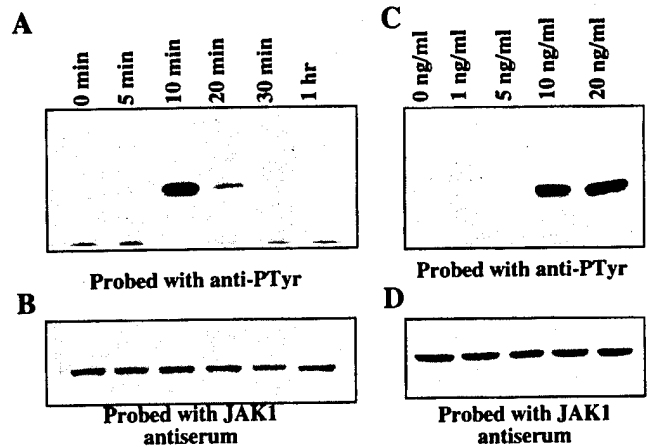 A
0 min
5 min
10 min
20 min
30 min
1 hr
Probed with anti-PTyr
B
Probed with JAK1
antiserum
C
0 ng/ml
1 ng/ml
5 ng/ml
10 ng/ml
20 ng/ml
Probed with anti-PTyr
D
Probed with JAK1
antiserum